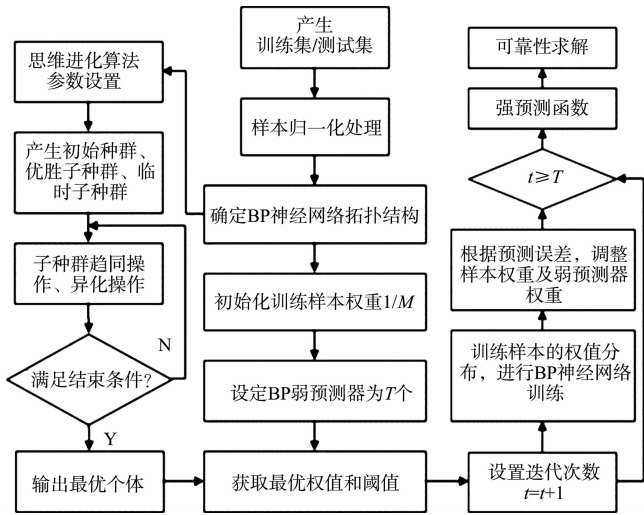 思维进化算法
参数设置
产生初始种群、
优胜子种群、临
时子种群
子种群趋同操
作、异化操作
N
满足结束条件?
Y
输出最优个体
产生
训练集/测试集
样本归一化处理
确定BP神经网络拓扑结构
初始化训练样本权重1/M
设定BP弱预测器为T个
获取最优权值和阈值
可靠性求解
强预测函数
t≥T
根据预测误差，调整
样本权重及弱预测器
权重
训练样本的权值分
布，进行BP神经网络
训练
设置迭代次数
t=t+1